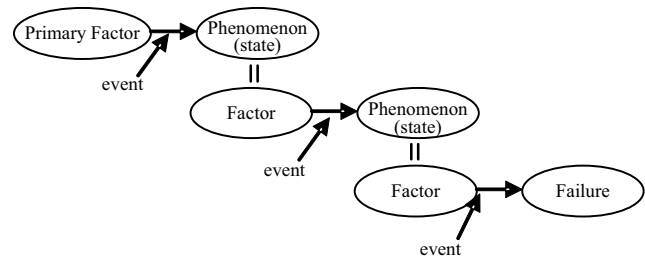 Primary Factor
Phenomenon
(state)
event
Factor
Phenomenon
(state)
event
Factor
Failure
event